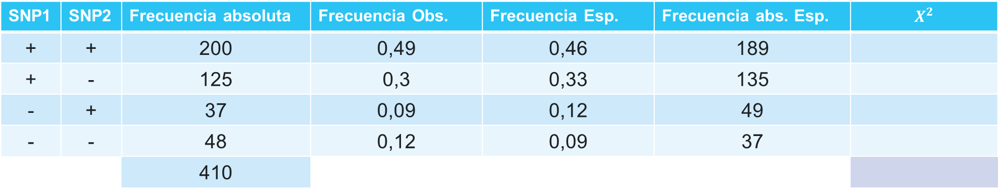 SNP1 SNP2 Frecuencia absoluta Frecuencia Obs. Frecuencia Esp. Frecuencia abs. Esp. X²
+ + 200 0,49 0,46 189
+ - 125 0,3 0,33 135
- + 37 0,09 0,12 49
- - 48 0,12 0,09 37
410